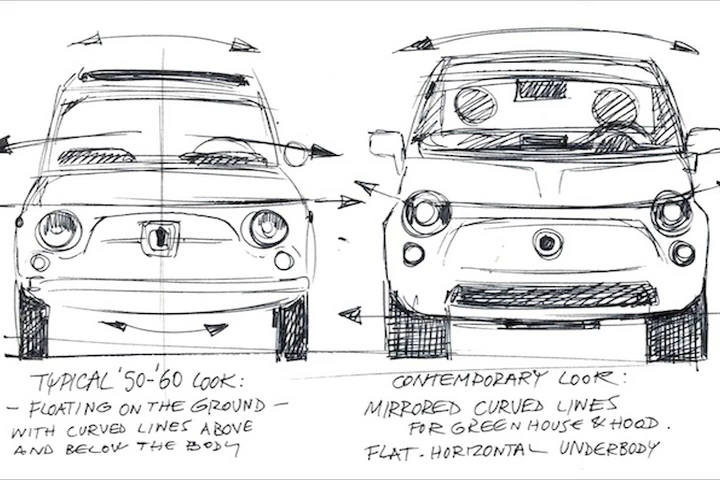 TYPICAL '50-'60 LOOK:
- FLOATING ON THE GROUND -
WITH CURVED LINES ABOVE
AND BELOW THE BODY
CONTEMPORARY LOOK:
MIRRORED CURVED LINES
FOR GREEN HOUSE & HOOD.
FLAT-HORIZONTAL UNDERBODY